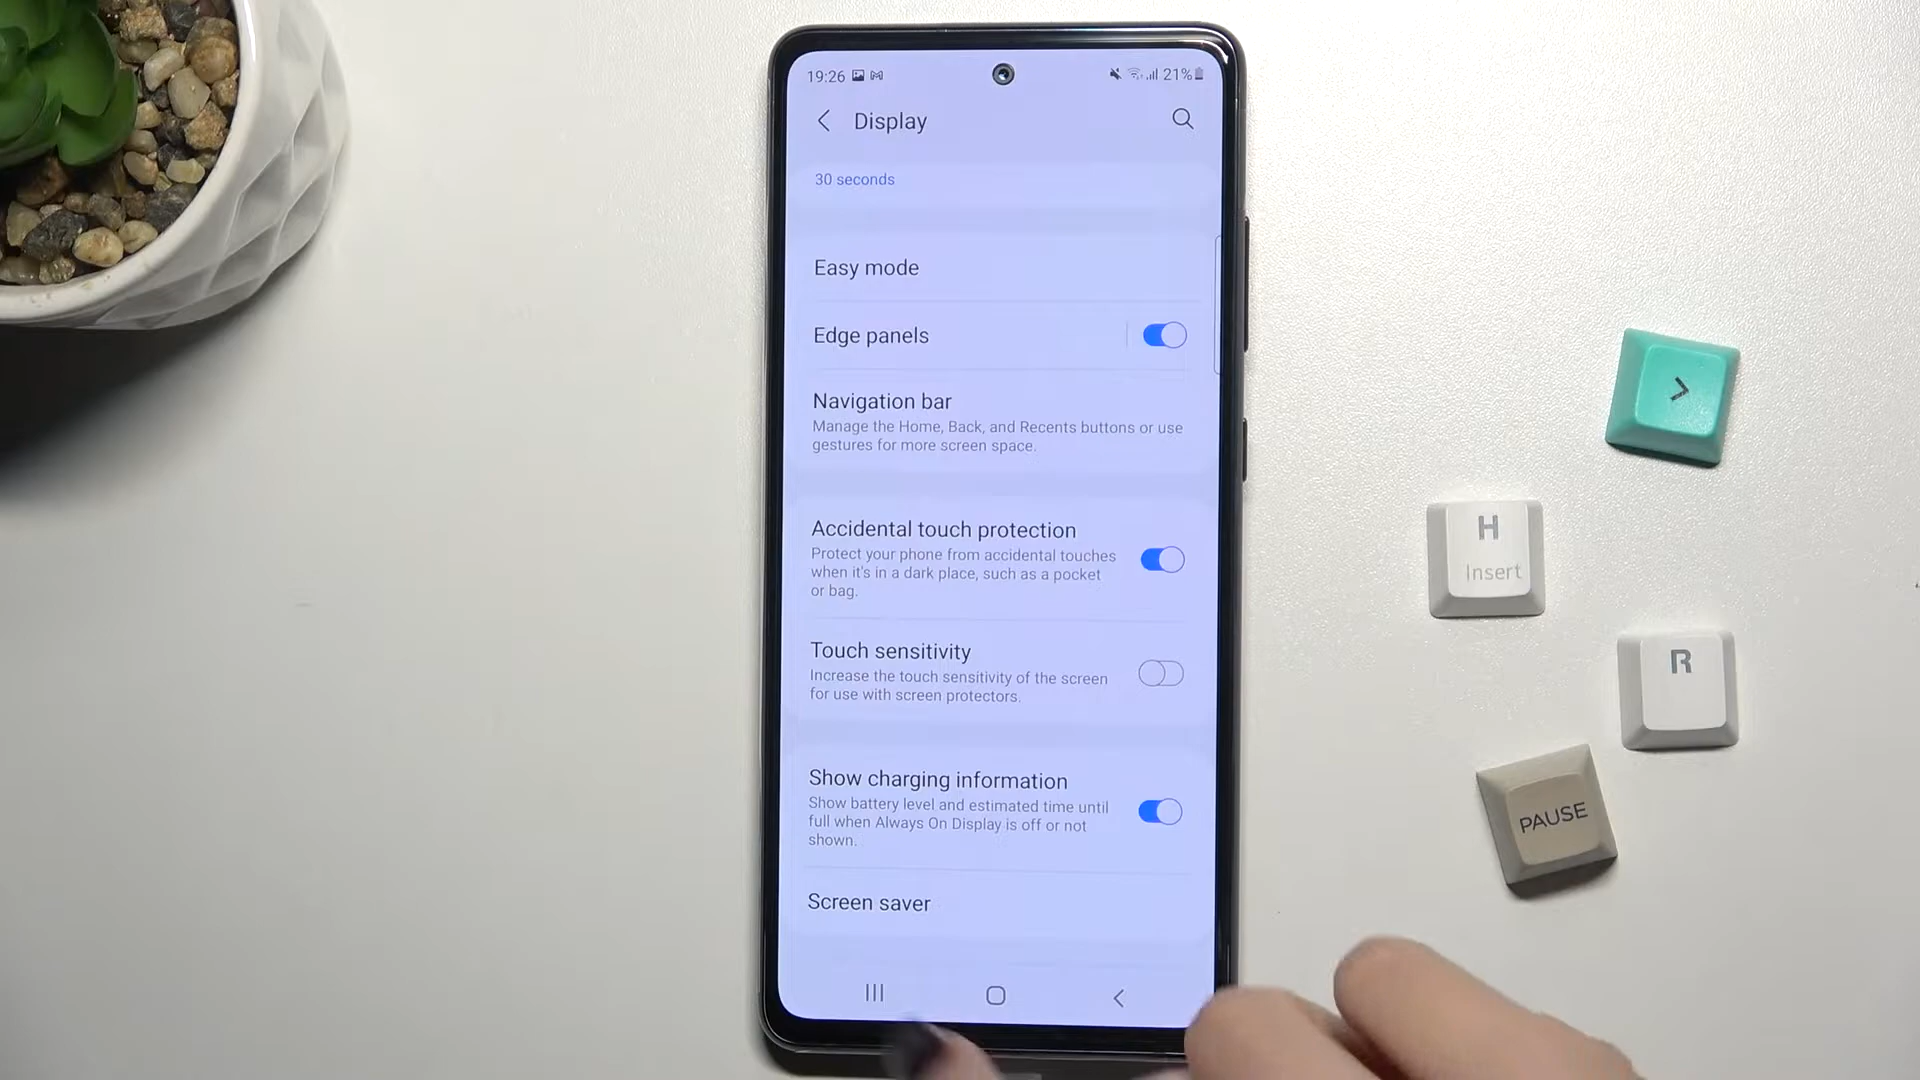 19:26
21%
Display
30 seconds
Easy mode
Edge panels
Navigation bar
Manage the Home, Back, and Recents buttons or use
gestures for more screen space.
Accidental touch protection
Protect your phone from accidental touches
when it's in a dark place, such as a pocket
or bag.
Touch sensitivity
Increase the touch sensitivity of the screen
for use with screen protectors.
Show charging information
Show battery level and estimated time until
full when Always On Display is off or not
shown.
Screen saver
>
H
Insert
R
PAUSE